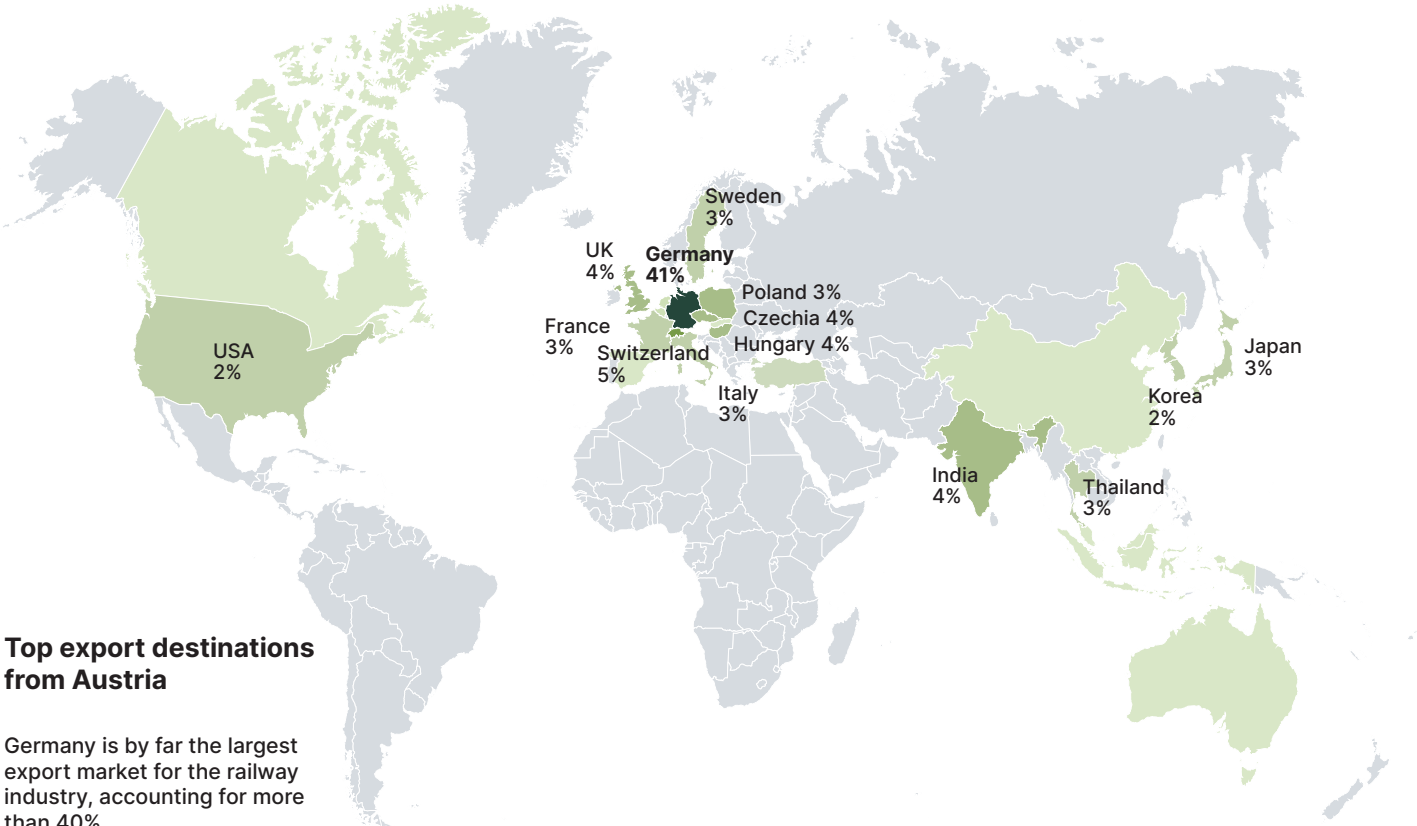 Sweden
3%
UK
4%
Germany
41%
Poland 3%
Czechia 4%
Hungary 4%
France
3%
Switzerland
5%
Italy
3%
USA
2%
Japan
3%
Korea
2%
India
4%
Thailand
3%
Top export destinations
from Austria
Germany is by far the largest
export market for the railway
industry, accounting for more
than 40%